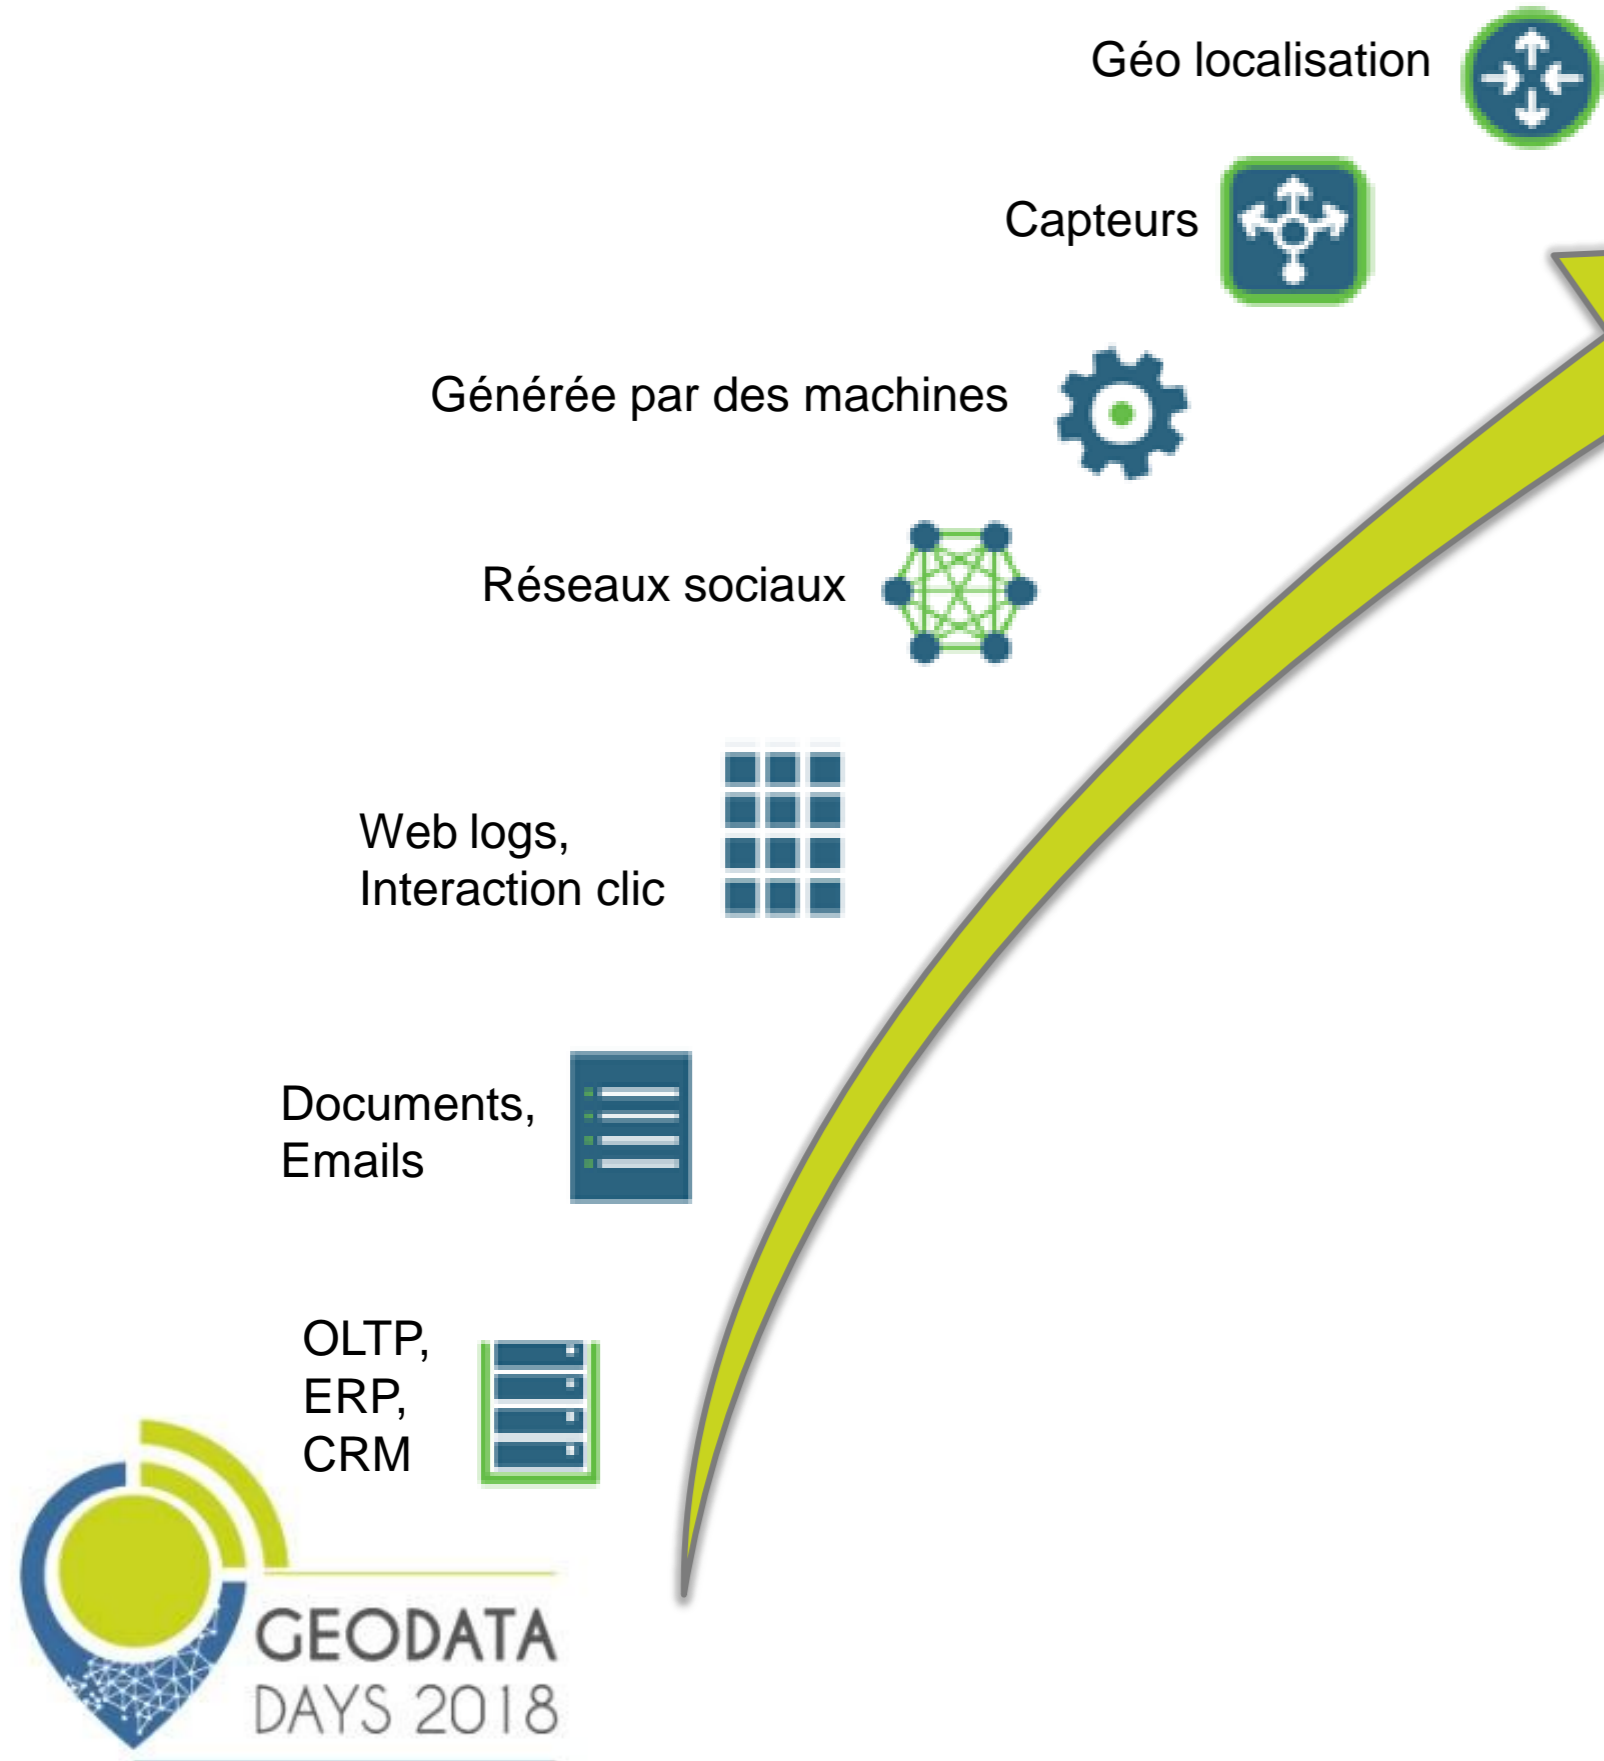 Géo localisation
Capteurs
Générée par des machines
Réseaux sociaux
Web logs,
Interaction clic
Documents,
Emails
OLTP,
ERP,
CRM
GEODATA
DAYS 2018